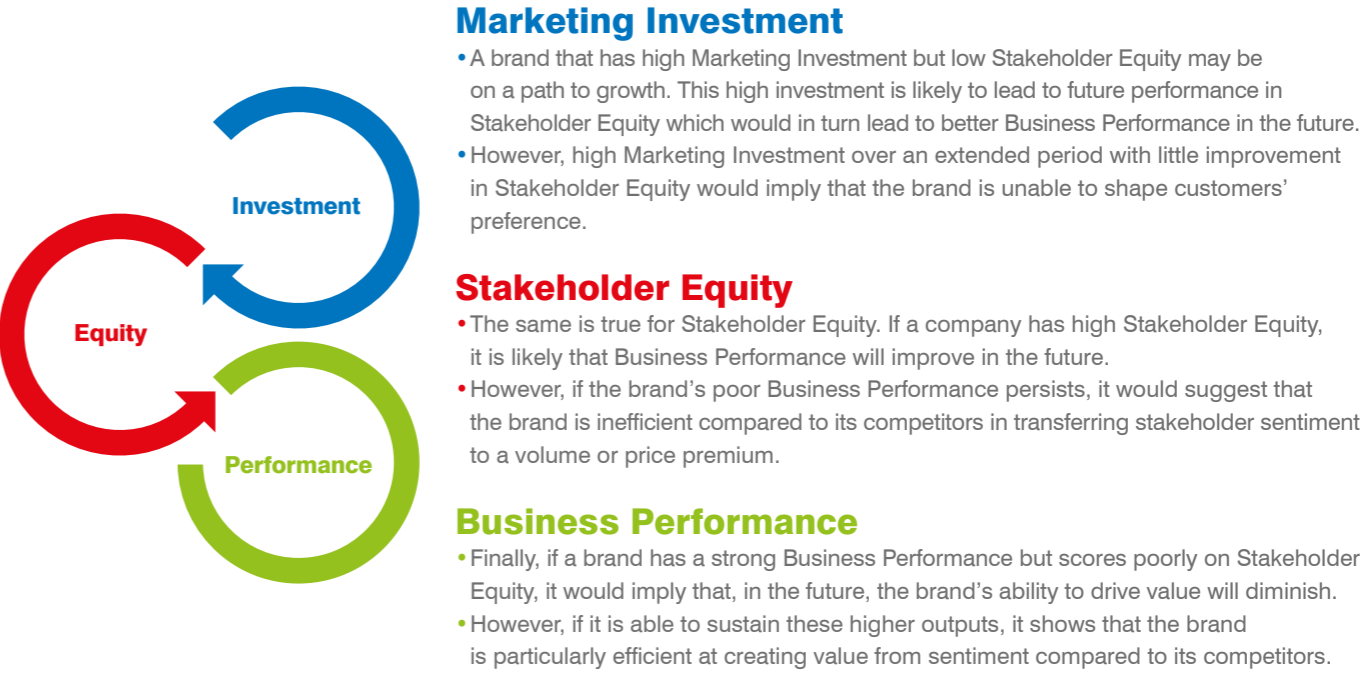 Marketing Investment
•A brand that has high Marketing Investment but low Stakeholder Equity may be
on a path to growth. This high investment is likely to lead to future performance in
Stakeholder Equity which would in turn lead to better Business Performance in the future.
•However, high Marketing Investment over an extended period with little improvement
in Stakeholder Equity would imply that the brand is unable to shape customers’
preference.
Investment
Stakeholder Equity
•The same is true for Stakeholder Equity. If a company has high Stakeholder Equity,
it is likely that Business Performance will improve in the future.
•However, if the brand’s poor Business Performance persists, it would suggest that
the brand is inefficient compared to its competitors in transferring stakeholder sentiment
to a volume or price premium.
Equity
Business Performance
•Finally, if a brand has a strong Business Performance but scores poorly on Stakeholder
Equity, it would imply that, in the future, the brand’s ability to drive value will diminish.
•However, if it is able to sustain these higher outputs, it shows that the brand
is particularly efficient at creating value from sentiment compared to its competitors.
Performance